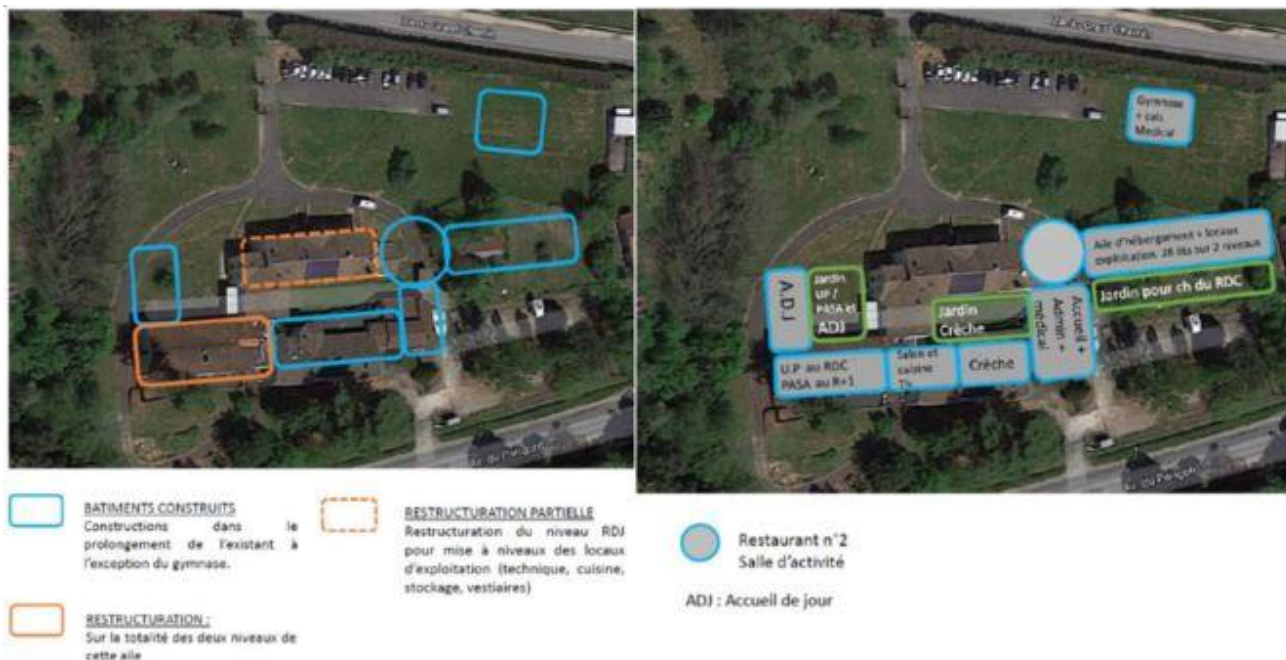 Gymnase
+ cab.
Medical
Aile d'hébergement + locaux
exploitation. 28 lits sur 2 niveaux
Jardin pour ch du RDC
A.D.J
Jardin
UP /
PASA et
ADJ
Jardin
Crèche
Accueil +
Admin +
médical
U.P au RDC
PASA au R+1
Salon et
cuisine
Crèche
BATIMENTS CONSTRUITS
Constructions dans le
prolongement de l'existant à
l'exception du gymnase.
RESTRUCTURATION :
Sur la totalité des deux niveaux de
cette aile
RESTRUCTURATION PARTIELLE
Restructuration du niveau RDJ
pour mise à niveaux des locaux
d'exploitation (technique, cuisine,
stockage, vestiaires)
Restaurant n°2
Salle d'activité
ADJ : Accueil de jour